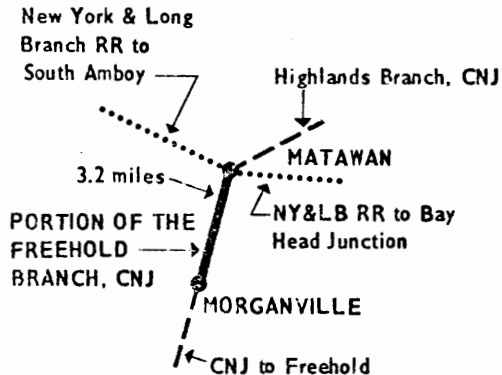 New York & Long
Branch RR to
South Amboy
Highlands Branch, CNJ
MATAWAN
3.2 miles
NY&LB RR to Bay
Head Junction
PORTION OF THE
FREEHOLD
BRANCH, CNJ
MORGANVILLE
CNJ to Freehold